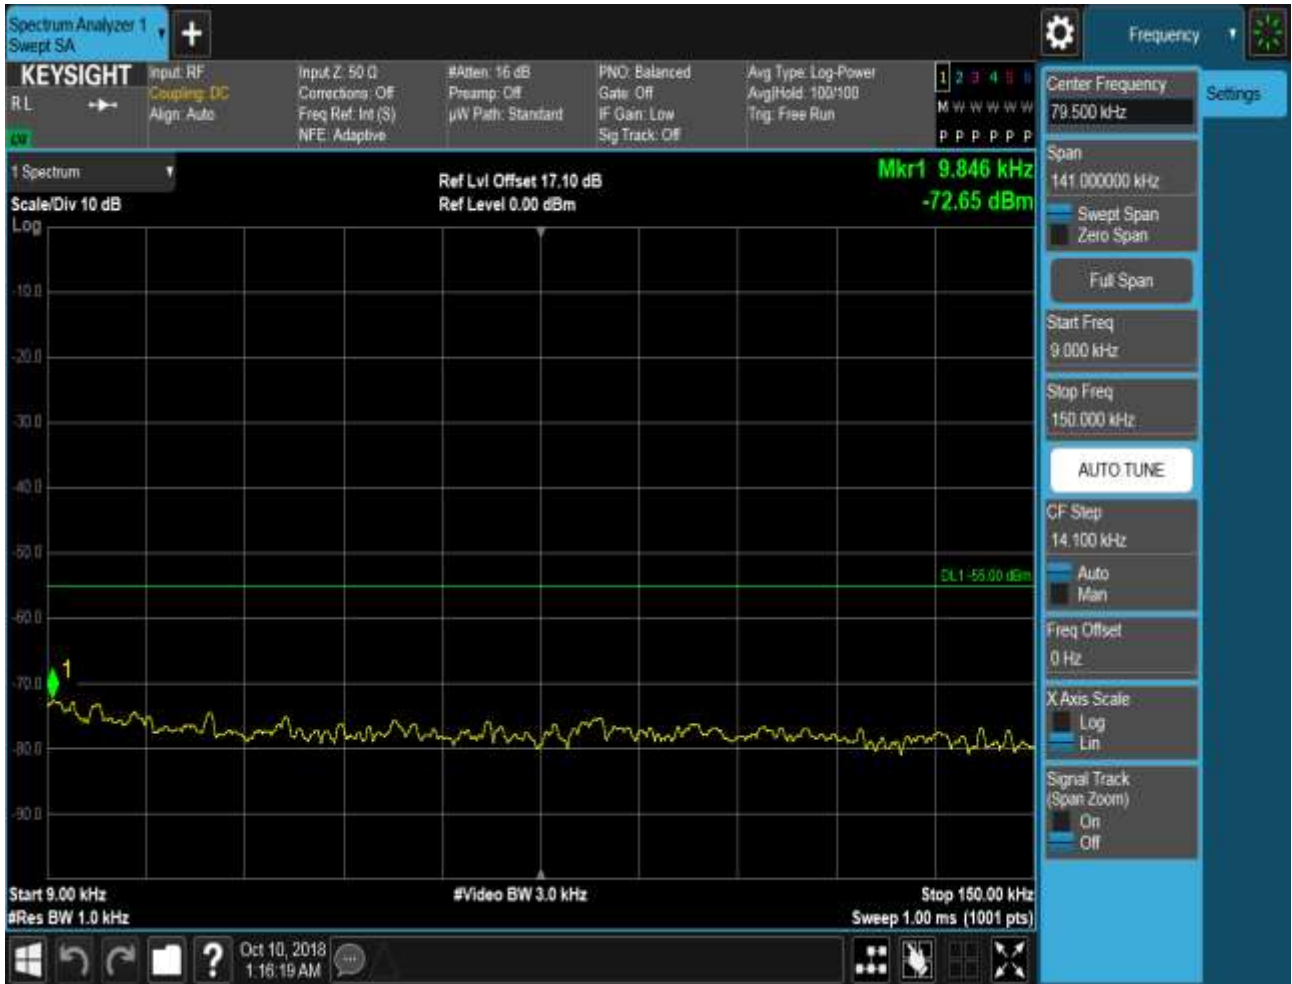 Spectrum Analyzer 1
Swept SA
Frequency
KEYSIGHT
RL
Input: RF
Coupling: DC
Align: Auto
Input Z: 50 Ω
Corrections: Off
Freq Ref: Int (S)
NFE: Adaptive
#Atten: 16 dB
Preamp: Off
µW Path: Standard
PNO: Balanced
Gate: Off
IF Gain: Low
Sig Track: Off
Avg Type: Log-Power
Avg|Hold: 100/100
Trig: Free Run
1 2 3 4 5 6
M W W W W W
P P P P P P
1 Spectrum
Scale/Div 10 dB
Log
Ref Lvl Offset 17.10 dB
Ref Level 0.00 dBm
Mkr1 9.846 kHz
-72.65 dBm
-10.0
-20.0
-30.0
-40.0
-50.0
-60.0
-70.0
-80.0
-90.0
DL1 -55.00 dBm
1
Start 9.00 kHz
#Res BW 1.0 kHz
#Video BW 3.0 kHz
Stop 150.00 kHz
Sweep 1.00 ms (1001 pts)
Center Frequency
79.500 kHz
Settings
Span
141.000000 kHz
Swept Span
Zero Span
Full Span
Start Freq
9.000 kHz
Stop Freq
150.000 kHz
AUTO TUNE
CF Step
14.100 kHz
Auto
Man
Freq Offset
0 Hz
X Axis Scale
Log
Lin
Signal Track
(Span Zoom)
On
Off
?
Oct 10, 2018
1:16:19 AM